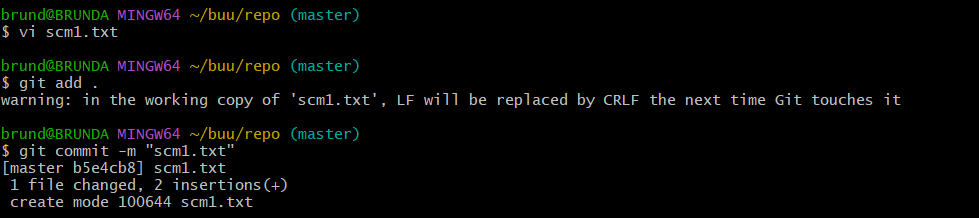 brund@BRUNDA MINGW64 ~/buu/repo (master)
$ vi scm1.txt
brund@BRUNDA MINGW64 ~/buu/repo (master)
$ git add .
warning: in the working copy of 'scm1.txt', LF will be replaced by CRLF the next time Git touches it
brund@BRUNDA MINGW64 ~/buu/repo (master)
$ git commit -m "scm1.txt"
[master b5e4cb8] scm1.txt
 1 file changed, 2 insertions(+)
 create mode 100644 scm1.txt